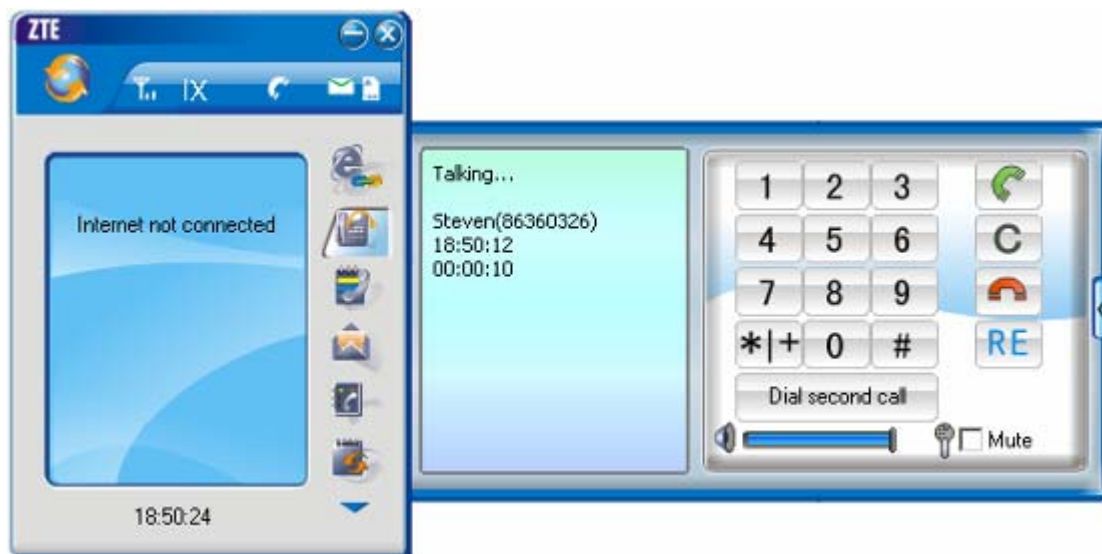 ZTE
1X
Internet not connected
18:50:24
Talking...
Steven(86360326)
18:50:12
00:00:10
1 2 3
4 5 6 C
7 8 9
*|+ 0 # RE
Dial second call
Mute